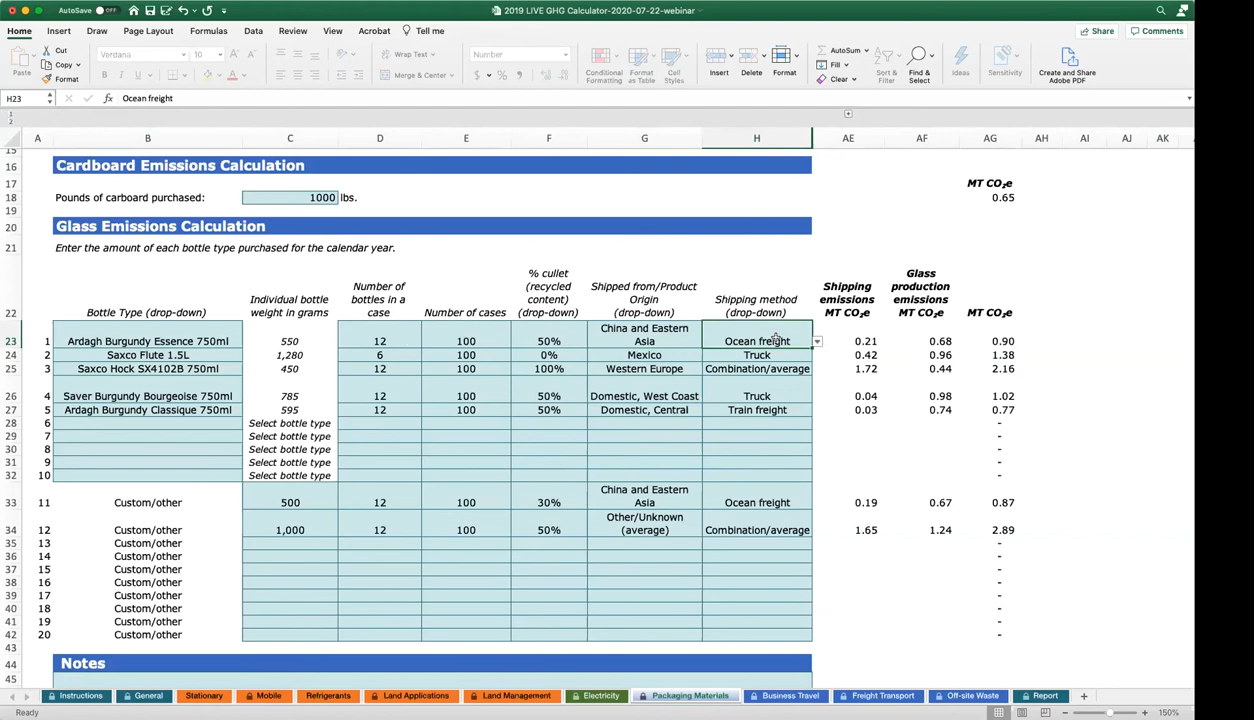 AutoSave OFF
2019 LIVE GHG Calculator-2020-07-22-webinar
Home Insert Draw Page Layout Formulas Data Review View Acrobat Tell me
Share Comments
Paste
Cut
Copy
Format
Verdana 10
B I U
Wrap Text
Merge & Center
Number
$ % )
Conditional Formatting
Format as Table
Cell Styles
Insert Delete Format
AutoSum
Fill
Clear
Sort & Filter
Find & Select
Ideas
Sensitivity
Create and Share Adobe PDF
H23 fx Ocean freight
1
2
A B C D E F G H AE AF AG AH AI AJ AK
15
16 Cardboard Emissions Calculation
17 MT CO₂e
18 Pounds of carboard purchased: 1000 lbs. 0.65
19
20 Glass Emissions Calculation
21 Enter the amount of each bottle type purchased for the calendar year.
22 Bottle Type (drop-down) Individual bottle weight in grams Number of bottles in a case Number of cases % cullet (recycled content) (drop-down) Shipped from/Product Origin (drop-down) Shipping method (drop-down) Shipping emissions MT CO₂e Glass production emissions MT CO₂e MT CO₂e
23 1 Ardagh Burgundy Essence 750ml 550 12 100 50% China and Eastern Asia Ocean freight 0.21 0.68 0.90
24 2 Saxco Flute 1.5L 1,280 6 100 0% Mexico Truck 0.42 0.96 1.38
25 3 Saxco Hock SX4102B 750ml 450 12 100 100% Western Europe Combination/average 1.72 0.44 2.16
26 4 Saver Burgundy Bourgeoise 750ml 785 12 100 50% Domestic, West Coast Truck 0.04 0.98 1.02
27 5 Ardagh Burgundy Classique 750ml 595 12 100 50% Domestic, Central Train freight 0.03 0.74 0.77
28 6 Select bottle type -
29 7 Select bottle type -
30 8 Select bottle type -
31 9 Select bottle type -
32 10 Select bottle type -
33 11 Custom/other 500 12 100 30% China and Eastern Asia Ocean freight 0.19 0.67 0.87
34 12 Custom/other 1,000 12 100 50% Other/Unknown (average) Combination/average 1.65 1.24 2.89
35 13 Custom/other -
36 14 Custom/other -
37 15 Custom/other -
38 16 Custom/other -
39 17 Custom/other -
40 18 Custom/other -
41 19 Custom/other -
42 20 Custom/other -
43
44 Notes
45
Instructions General Stationary Mobile Refrigerants Land Applications Land Management Electricity Packaging Materials Business Travel Freight Transport Off-site Waste Report +
Ready
150%